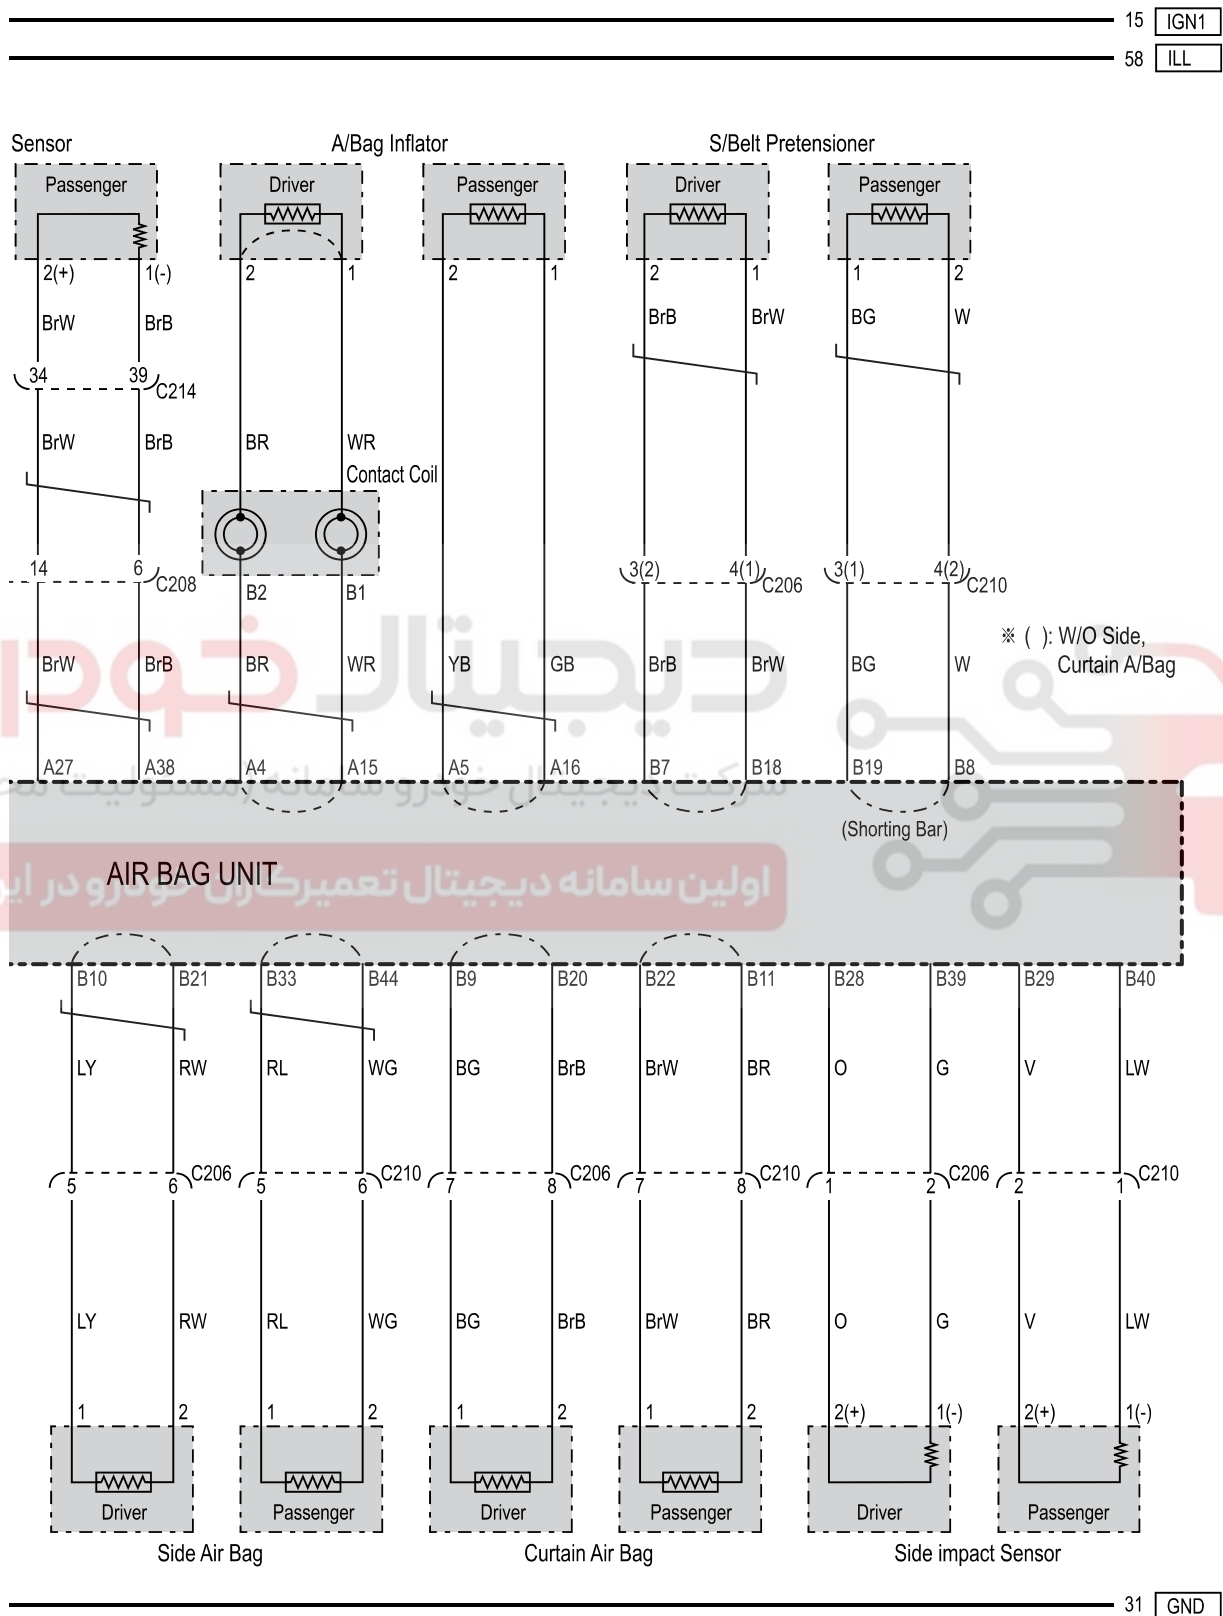 15 IGN1
58 ILL
Sensor A/Bag Inflator S/Belt Pretensioner
Passenger Driver Passenger Driver Passenger
2(+) 1(-) 2 1 2 1 2 1 1 2
BrW BrB BrB BrW BG W
34 39 C214
BrW BrB BR WR
Contact Coil
14 6 C208 3(2) 4(1) C206 3(1) 4(2) C210
B2 B1
※ ( ): W/O Side,
Curtain A/Bag
دیجیتال خودر
BrW BrB BR WR YB GB BrB BrW BG W
A27 A38 A4 A15 A5 A16 B7 B18 B19 B8
شرکت دیجیتال خودرو سامانه (مسئولیت
(Shorting Bar)
AIR BAG UNIT
اولین سامانه دیجیتال تعمیرکاران خودرو در
B10 B21 B33 B44 B9 B20 B22 B11 B28 B39 B29 B40
LY RW RL WG BG BrB BrW BR O G V LW
C206 C210 C206 C210 C206 C210
5 6 5 6 7 8 7 8 1 2 2 1
LY RW RL WG BG BrB BrW BR O G V LW
1 2 1 2 1 2 1 2 2(+) 1(-) 2(+) 1(-)
Driver Passenger Driver Passenger Driver Passenger
Side Air Bag Curtain Air Bag Side impact Sensor
31 GND